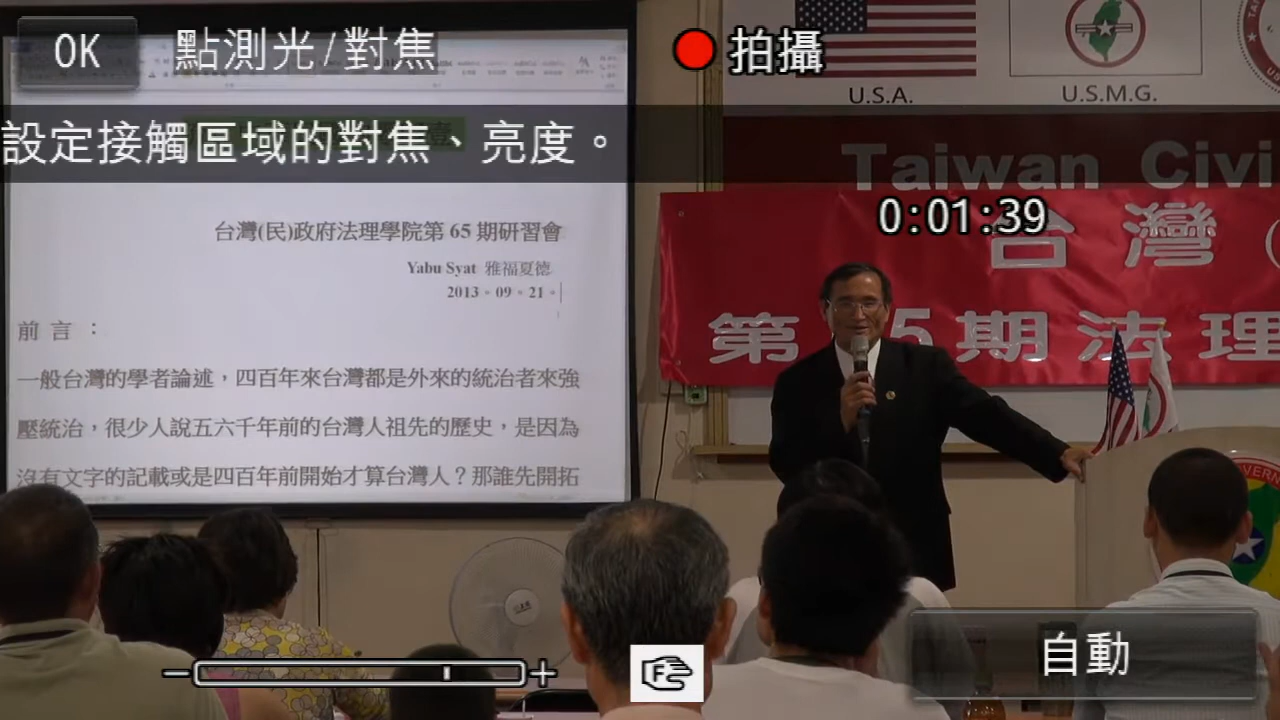 OK
點測光/對焦
拍攝
U.S.A.
U.S.M.G.
設定接觸區域的對焦、亮度。
Taiwan Civi
0:01:39
台灣(
第65期法理
台灣(民)政府法理學院第 65 期研習會
Yabu Syat 雅福夏德
2013。09。21。
前 言 :
一般台灣的學者論述,四百年來台灣都是外來的統治者來強
壓統治,很少人說五六千年前的台灣人祖先的歷史,是因為
沒有文字的記載或是四百年前開始才算台灣人?那誰先開拓
F
自動